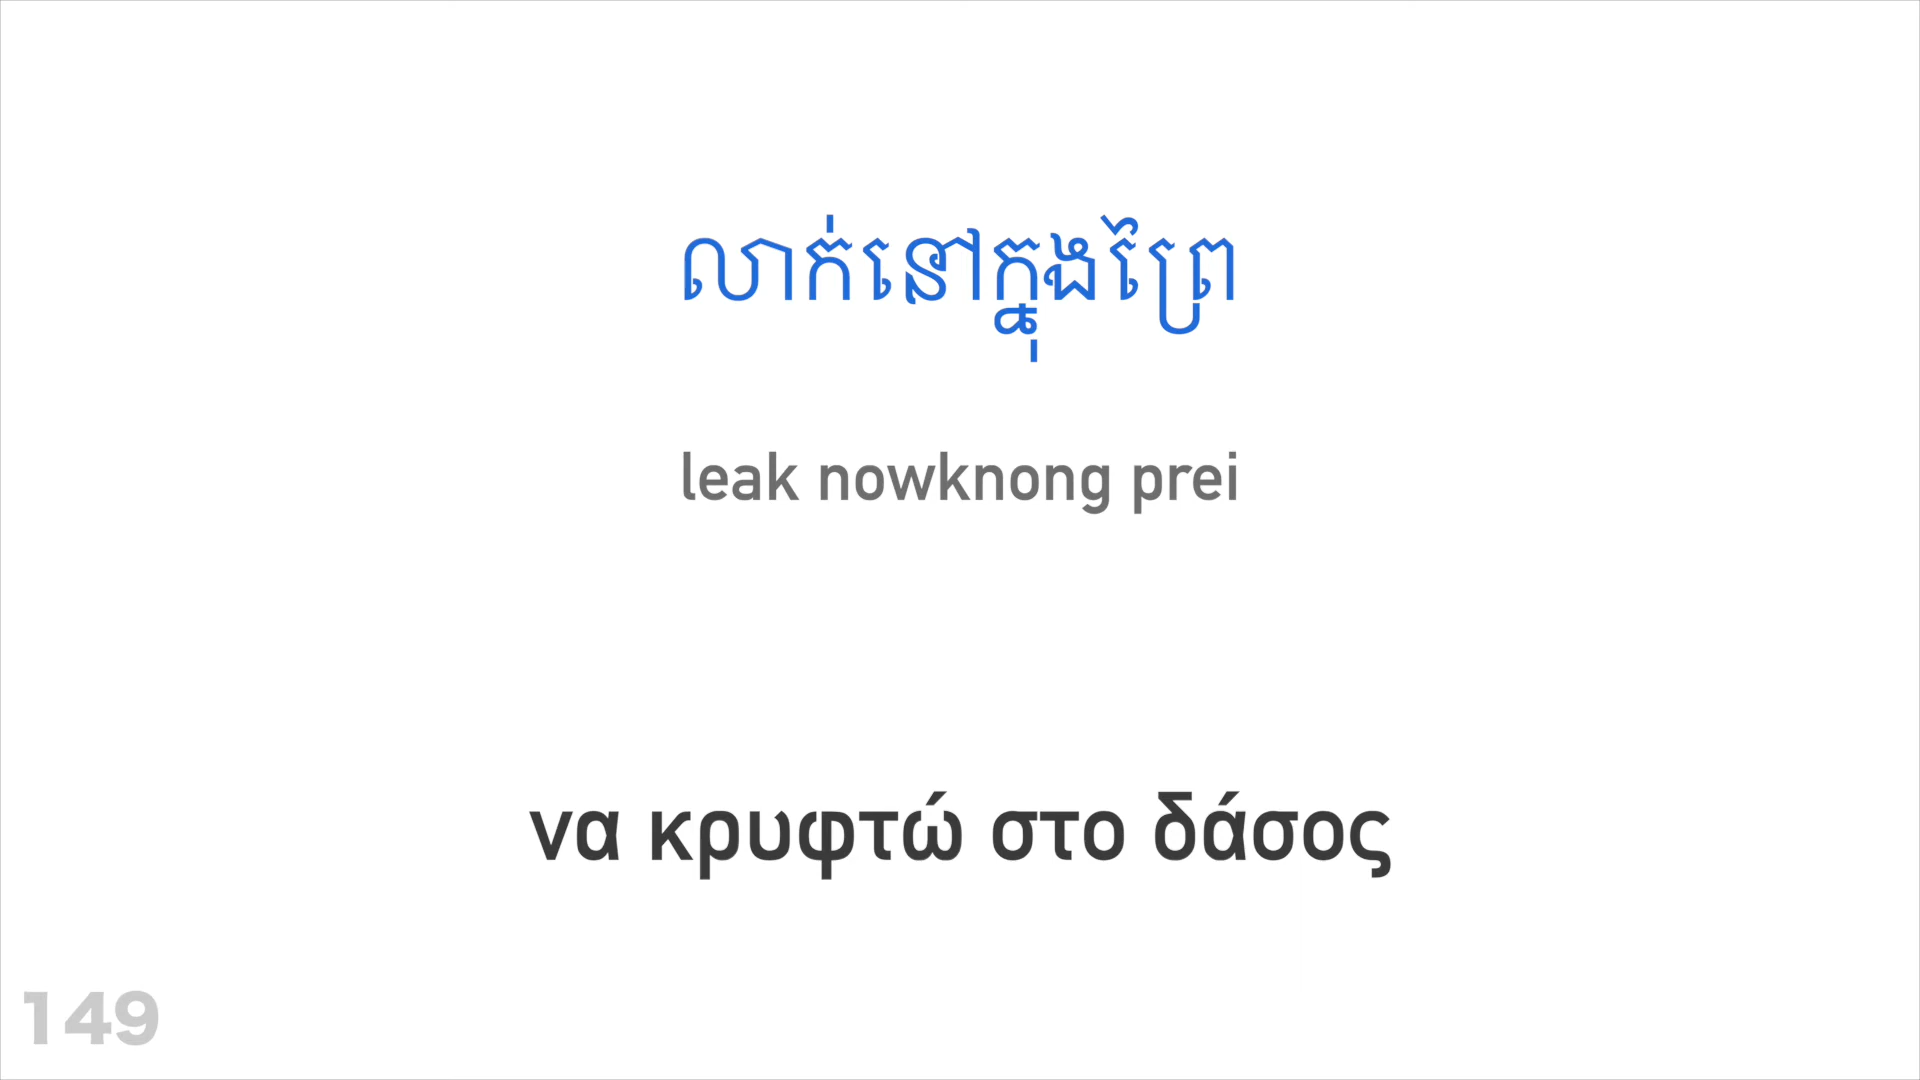 លាក់នៅក្នុងព្រៃ
leak nowknong prei
να κρυφτώ στο δάσος
149